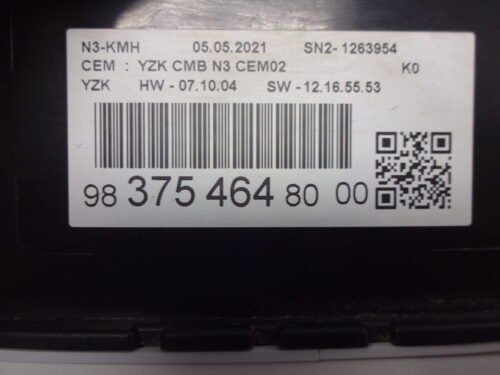 N3-KMH 05.05.2021 SN2- 1263954
CEM : YZK CMB N3 CEM02 K0
YZK HW - 07.10.04 SW - 12.16.55.53
98 375 464 80 00